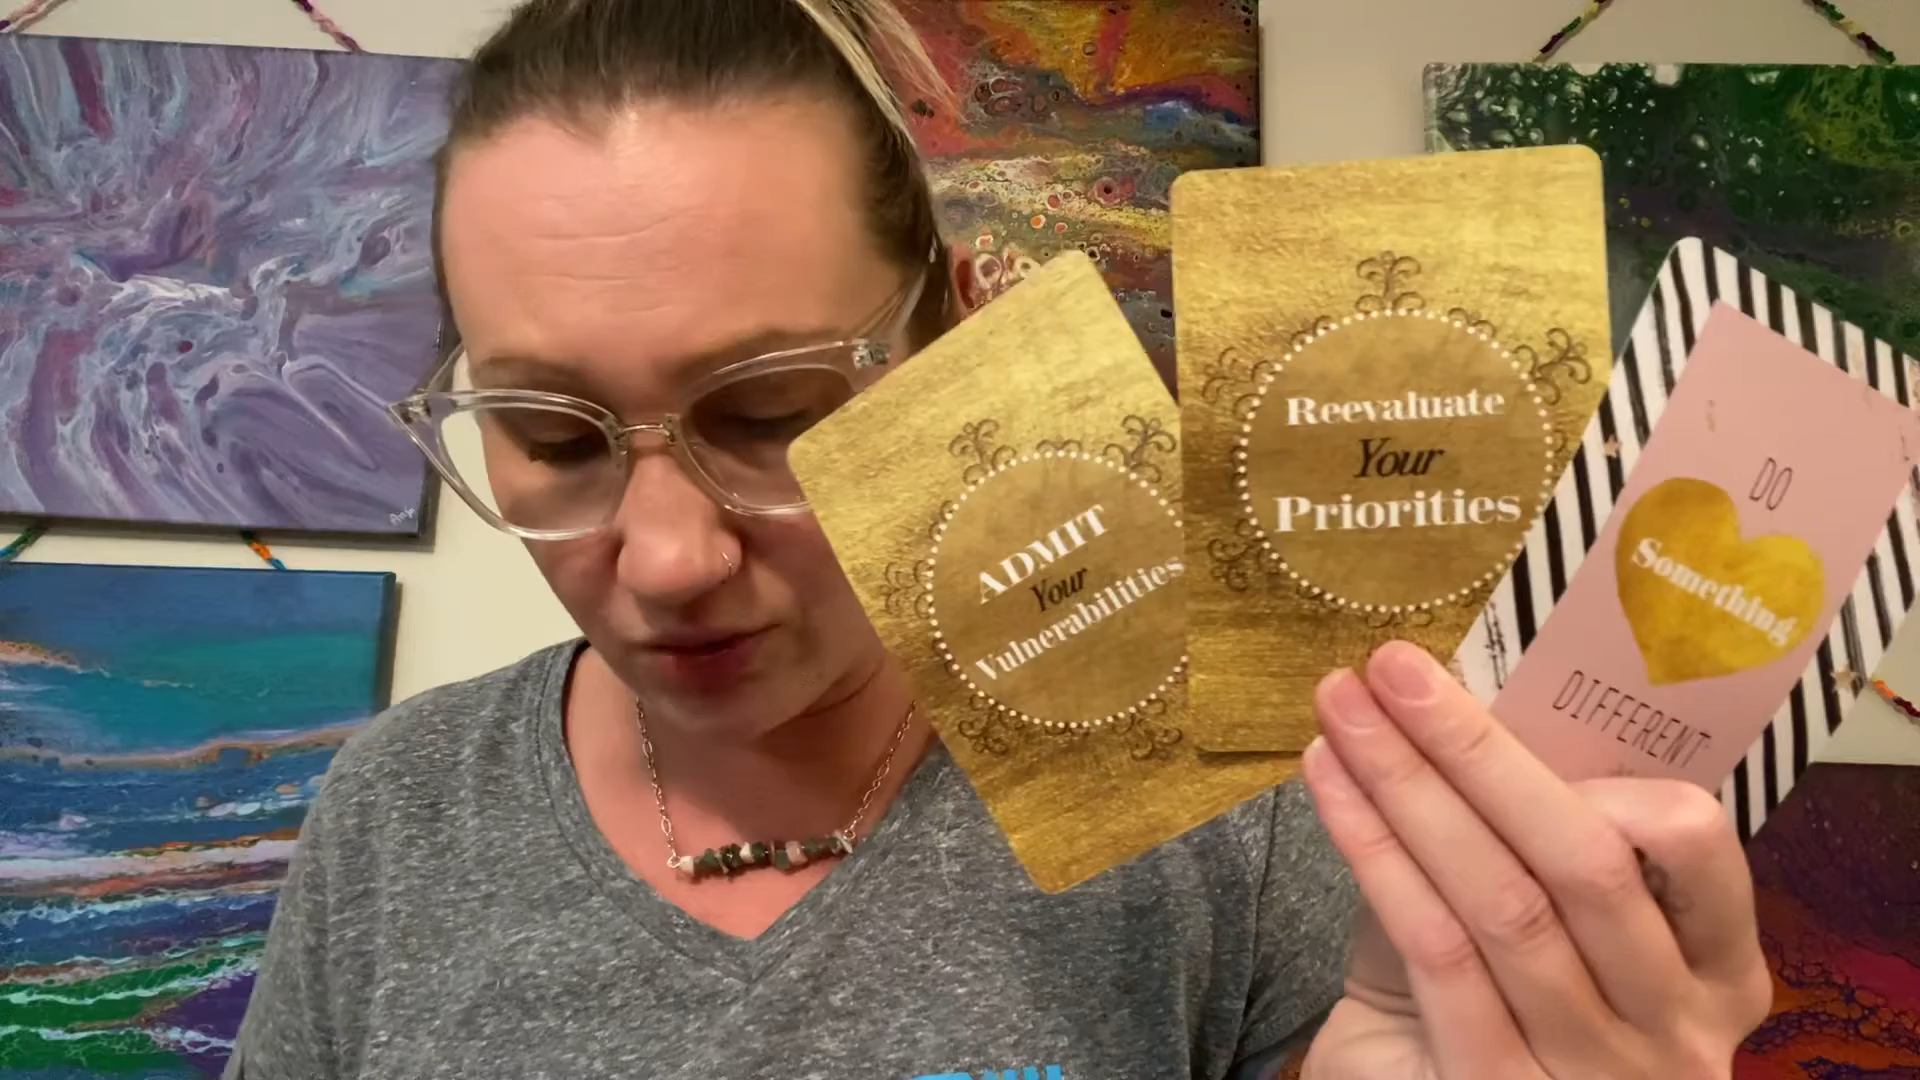 ADMIT
Your
Vulnerabilities
Reevaluate
Your
Priorities
DO
Something
DIFFERENT